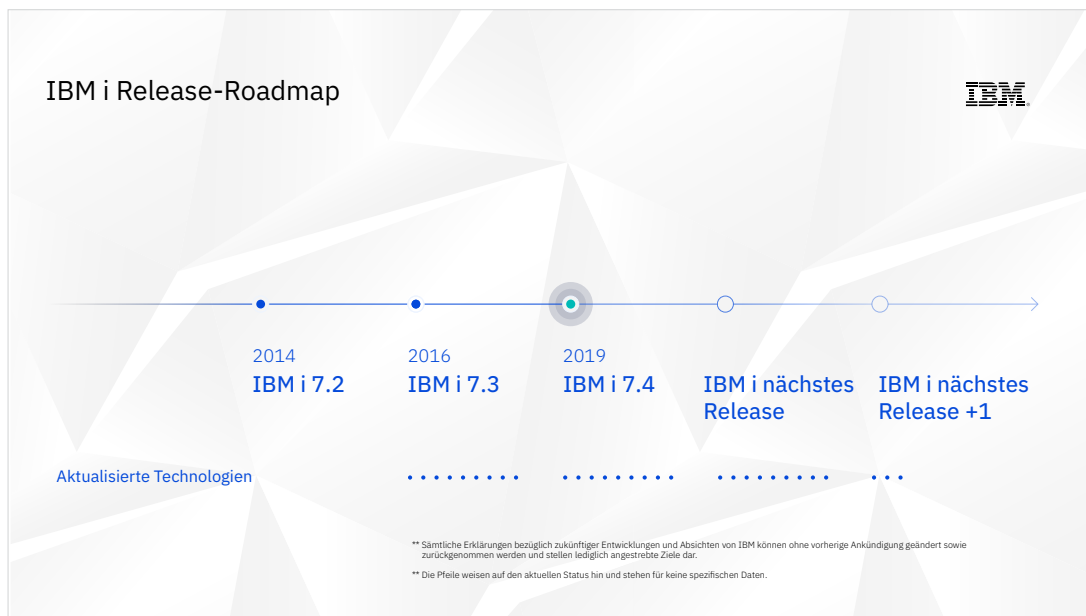 IBM i Release-Roadmap
IBM
2014
IBM i 7.2
2016
IBM i 7.3
2019
IBM i 7.4
IBM i nächstes
Release
IBM i nächstes
Release +1
Aktualisierte Technologien
** Sämtliche Erklärungen bezüglich zukünftiger Entwicklungen und Absichten von IBM können ohne vorherige Ankündigung geändert sowie
zurückgenommen werden und stellen lediglich angestrebte Ziele dar.
** Die Pfeile weisen auf den aktuellen Status hin und stehen für keine spezifischen Daten.